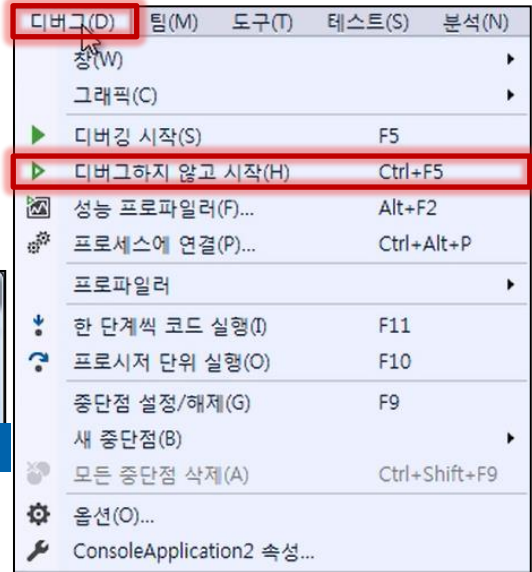 디버그(D) 팀(M) 도구(T) 테스트(S) 분석(N)
창(W)
그래픽(C)
디버깅 시작(S) F5
디버그하지 않고 시작(H) Ctrl+F5
성능 프로파일러(F)... Alt+F2
프로세스에 연결(P)... Ctrl+Alt+P
프로파일러
한 단계씩 코드 실행(I) F11
프로시저 단위 실행(O) F10
중단점 설정/해제(G) F9
새 중단점(B)
모든 중단점 삭제(A) Ctrl+Shift+F9
옵션(O)...
ConsoleApplication2 속성...